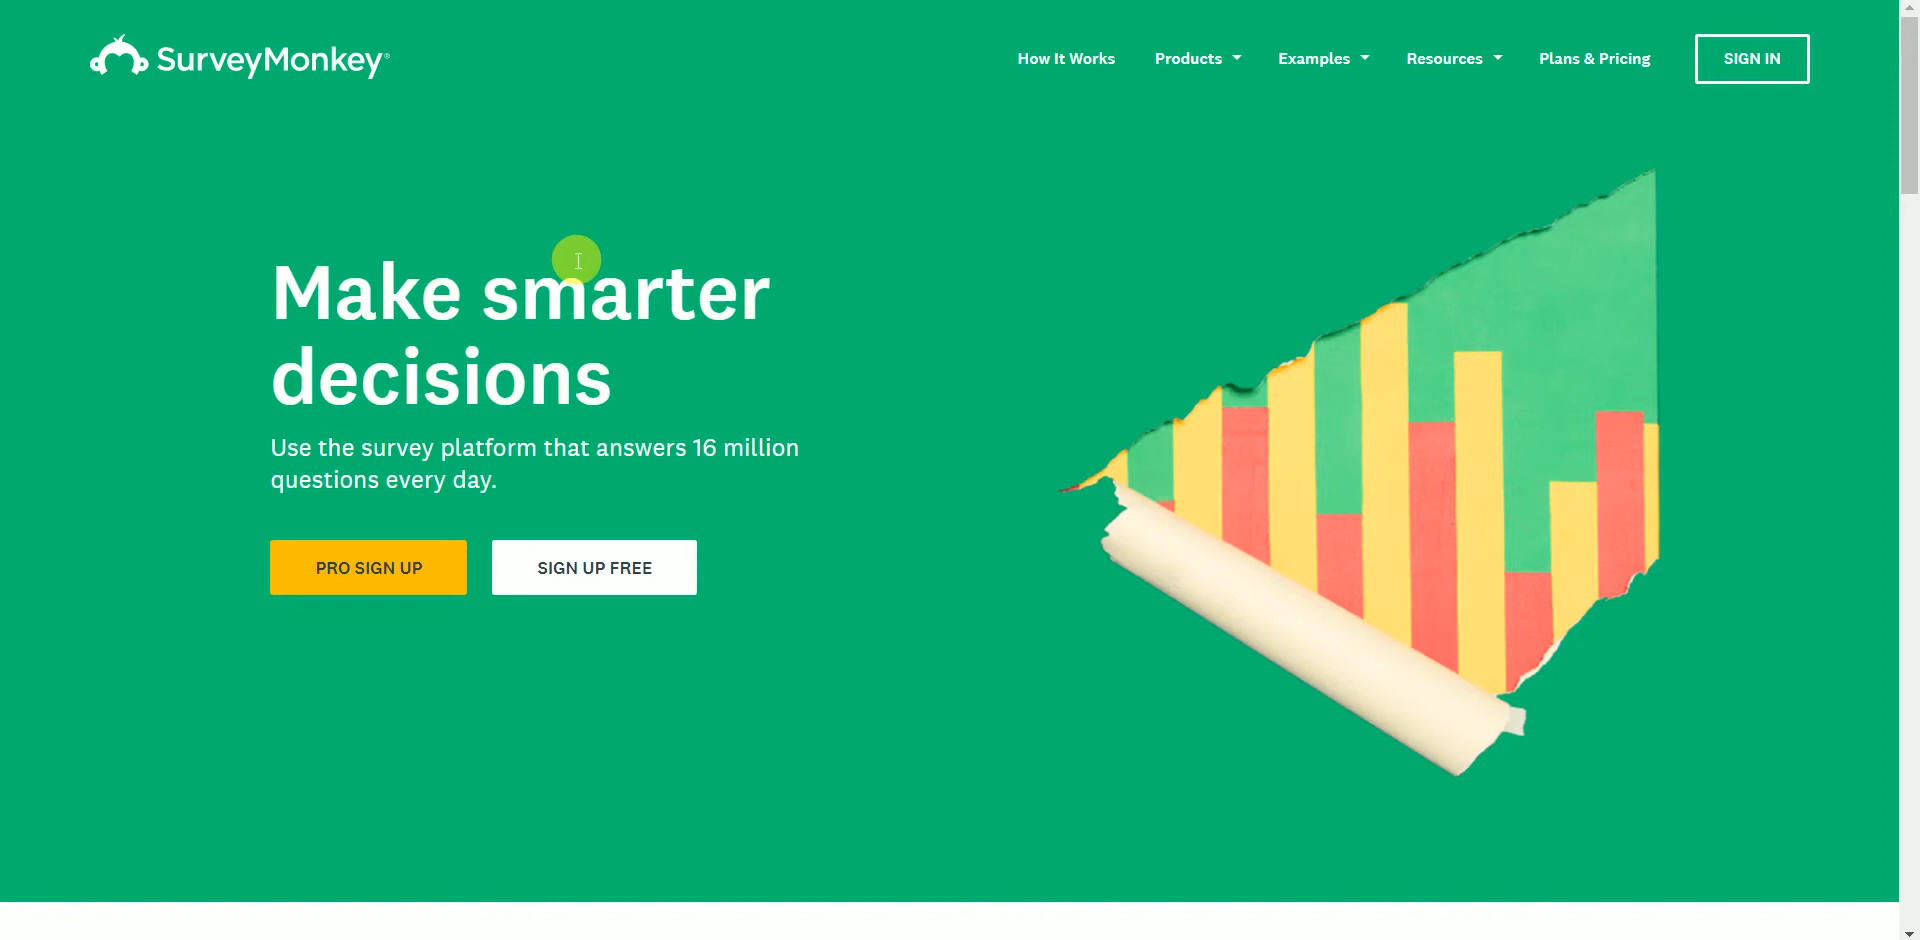 SurveyMonkey®
How It Works
Products
Examples
Resources
Plans & Pricing
SIGN IN
Make smarter
decisions
Use the survey platform that answers 16 million
questions every day.
PRO SIGN UP
SIGN UP FREE